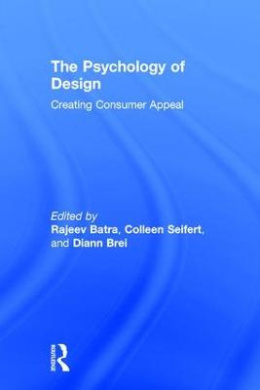 The Psychology of
Design
Creating Consumer Appeal
Edited by
Rajeev Batra, Colleen Seifert,
and Diann Brei
ROUTLEDGE